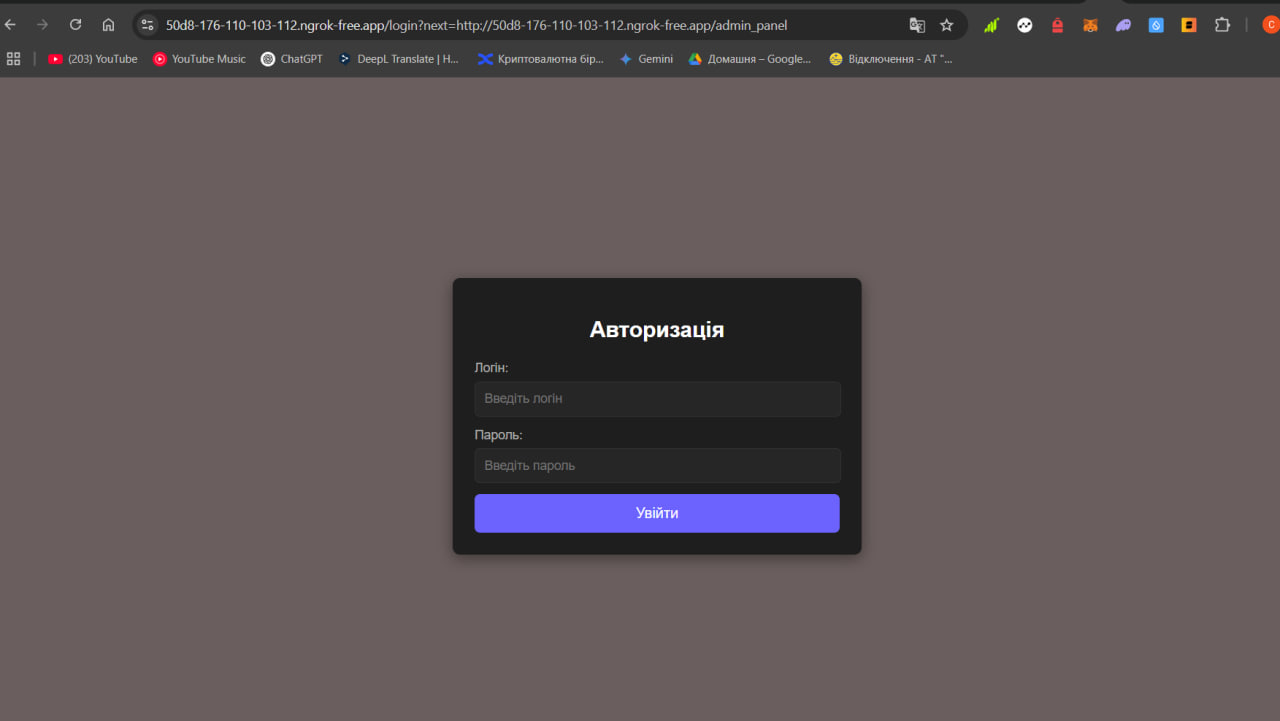 50d8-176-110-103-112.ngrok-free.app/login?next=http://50d8-176-110-103-112.ngrok-free.app/admin_panel
C
(203) YouTube YouTube Music ChatGPT DeepL Translate | H... Криптовалютна бір... Gemini Домашня – Google... Відключення - АТ "...
Авторизація
Логін:
Введіть логін
Пароль:
Введіть пароль
Увійти